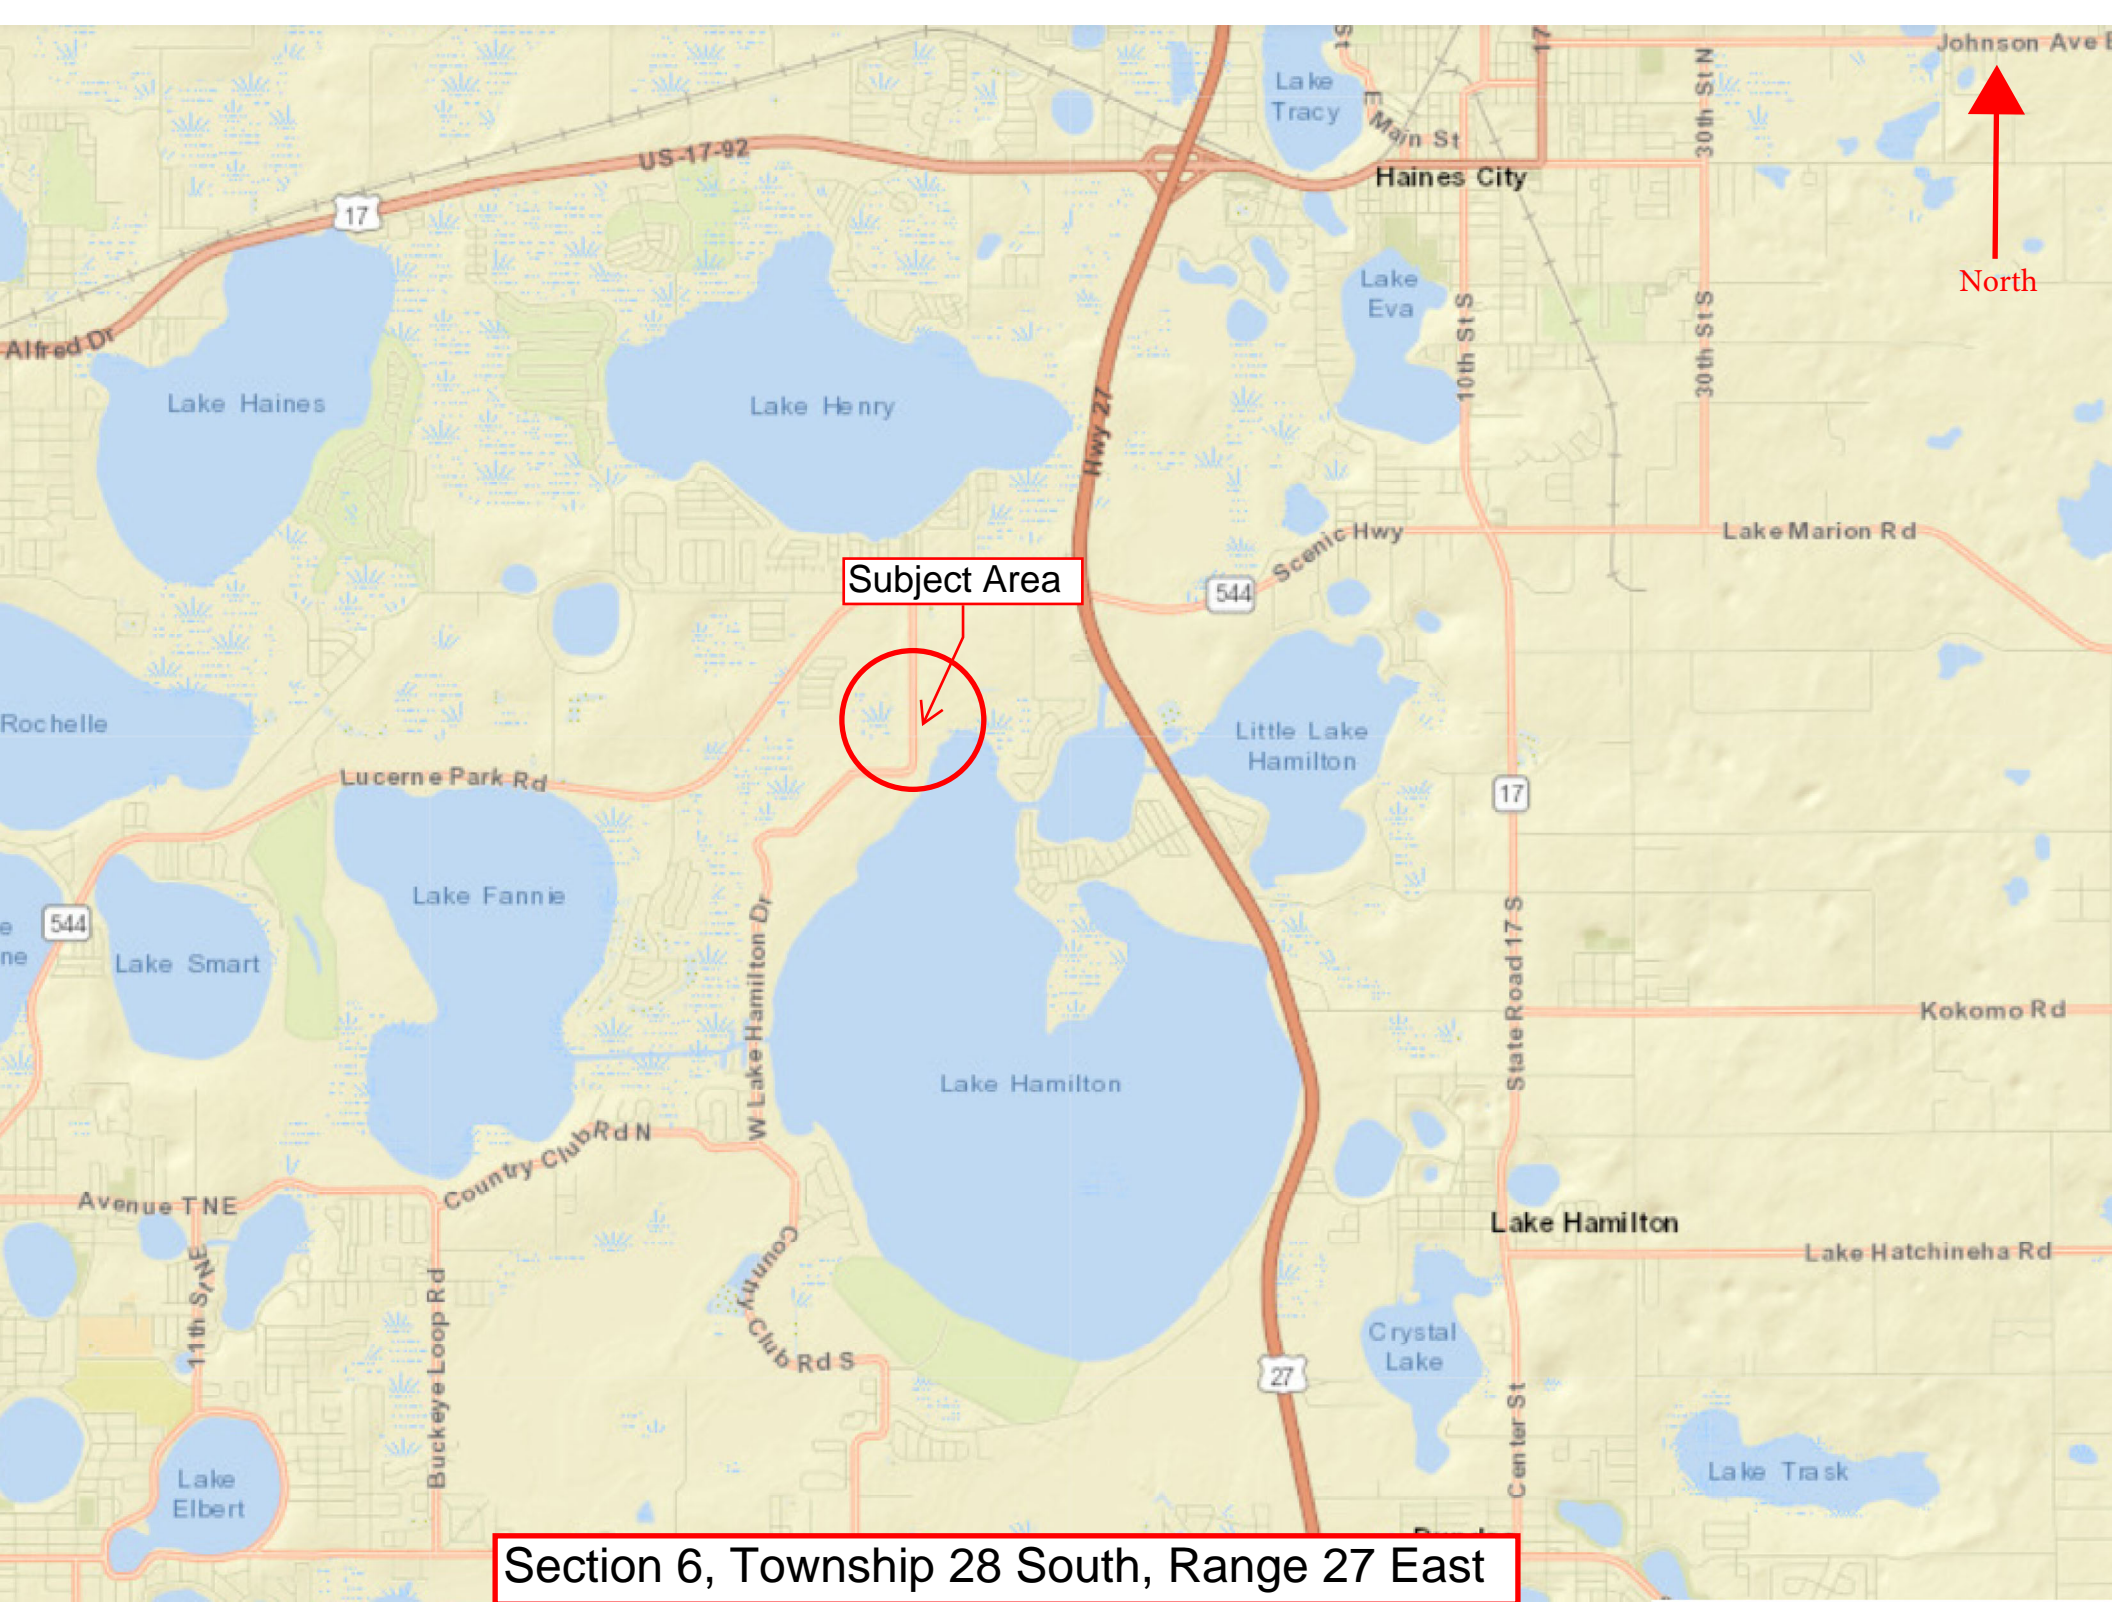 Johnson Ave E
North
17
St
E Main St
30th St N
Lake
Tracy
US-17-92
17
Haines City
Alfred Dr
Lake
Eva
10th St S
30th St S
Lake Haines
Lake Henry
Hwy 27
Scenic Hwy
Lake Marion Rd
Subject Area
544
Rochelle
Little Lake
Hamilton
Lucerne Park Rd
17
Lake Fannie
544
ne
Lake Smart
W Lake Hamilton Dr
State Road 17 S
Kokomo Rd
Lake Hamilton
Country Club Rd N
Avenue T NE
Lake Hamilton
Lake Hatchineha Rd
Country Club Rd S
Buckeye Loop Rd
Crystal
Lake
27
Center St
Lake
Elbert
Lake Trask
Section 6, Township 28 South, Range 27 East